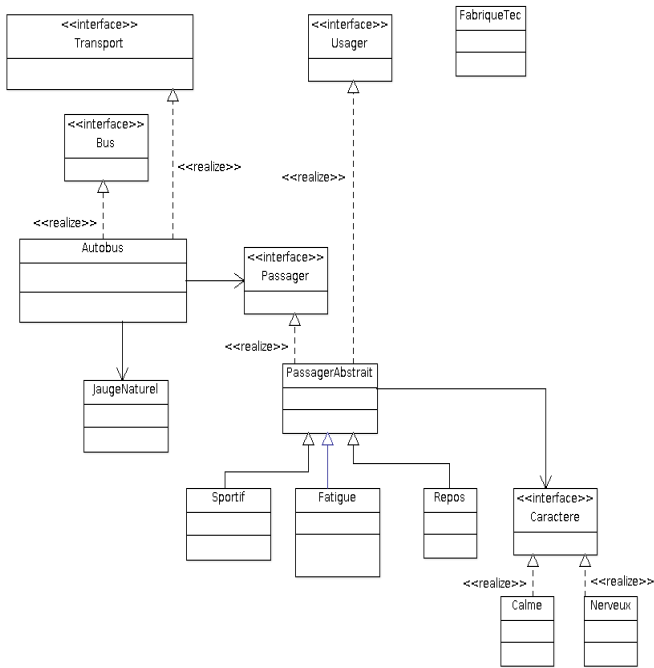 <<interface>>
Transport
<<interface>>
Usager
FabriqueTec
<<interface>>
Bus
<<realize>>
<<realize>>
<<realize>>
Autobus
<<interface>>
Passager
<<realize>>
PassagerAbstrait
JaugeNaturel
Sportif
Fatigue
Repos
<<interface>>
Caractere
<<realize>>
<<realize>>
Calme
Nerveux